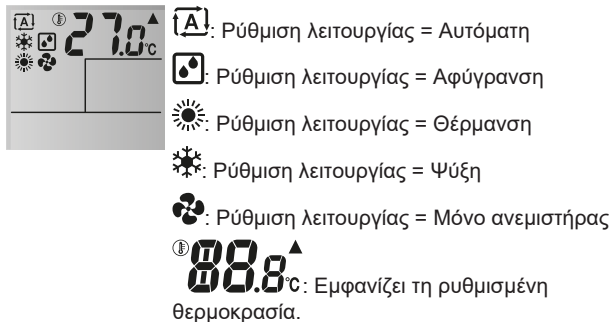 27.0°C
A: Ρύθμιση λειτουργίας = Αυτόματη
: Ρύθμιση λειτουργίας = Αφύγρανση
: Ρύθμιση λειτουργίας = Θέρμανση
: Ρύθμιση λειτουργίας = Ψύξη
: Ρύθμιση λειτουργίας = Μόνο ανεμιστήρας
88.8°C: Εμφανίζει τη ρυθμισμένη
θερμοκρασία.